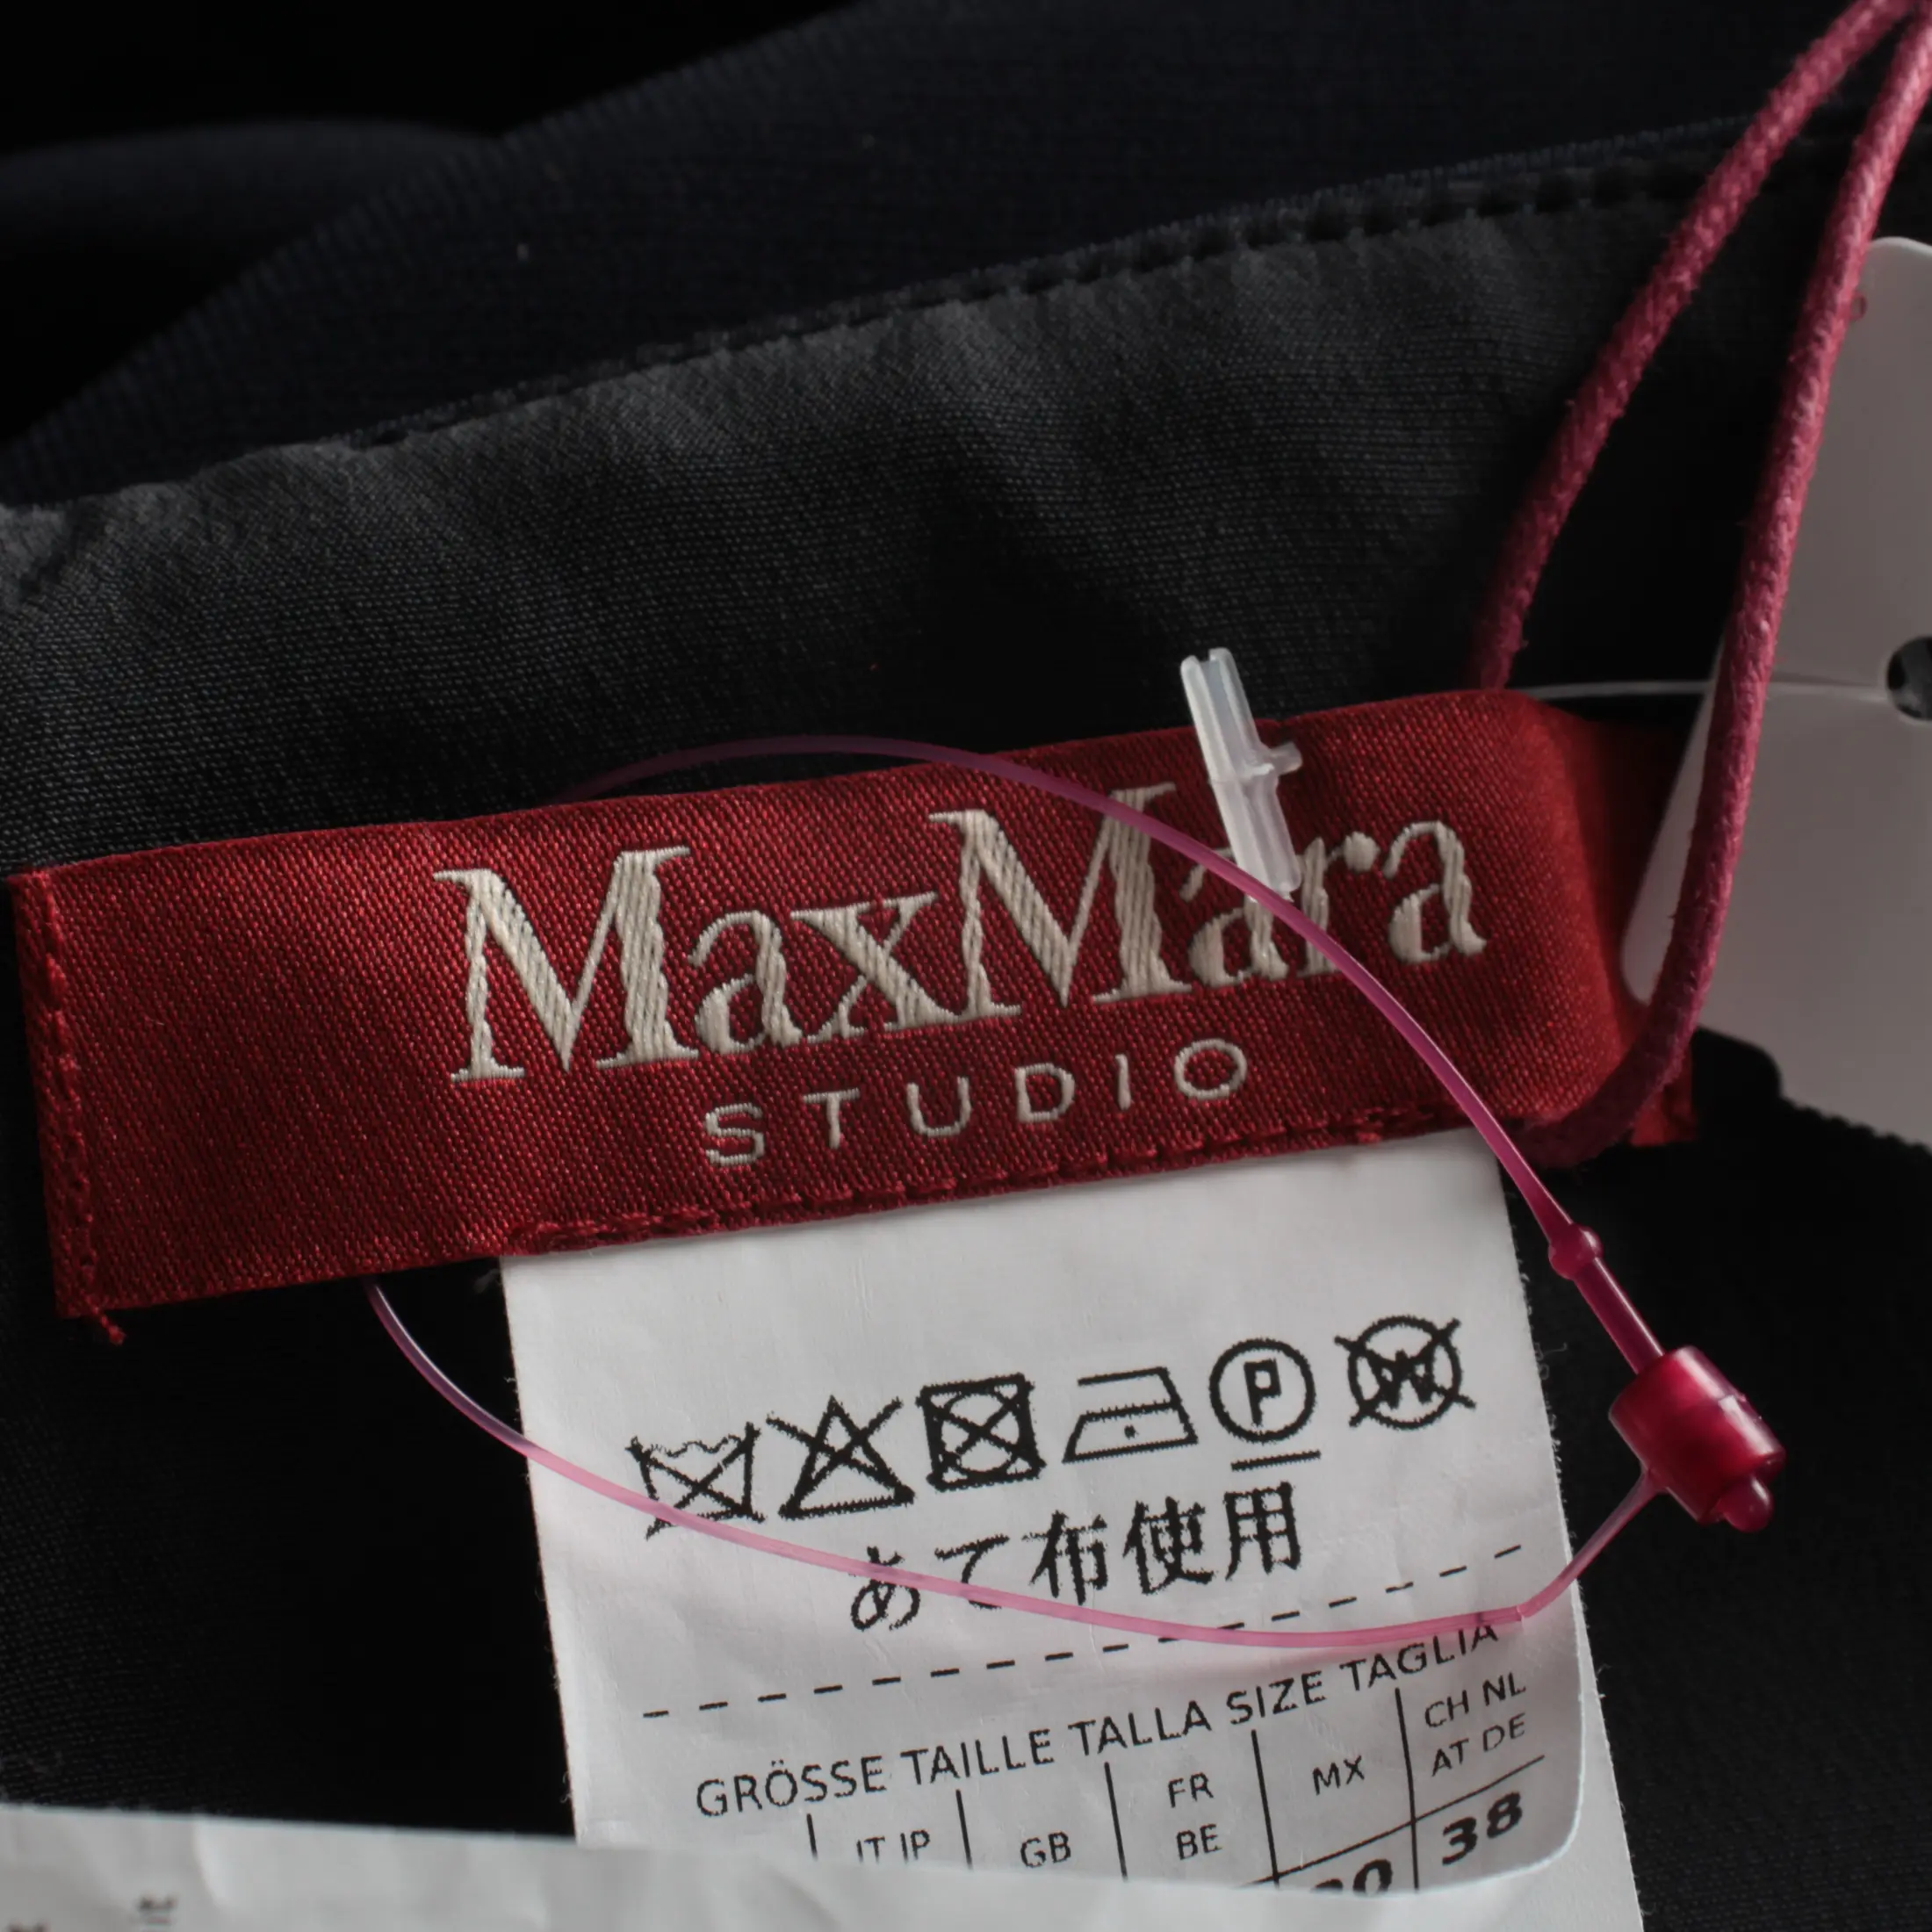 MaxMara
STUDIO
P W
あて布使用
GRÖSSE TAILLE TALLA SIZE TAGLIA
IT IP GB FR BE MX CH NL AT DE
38